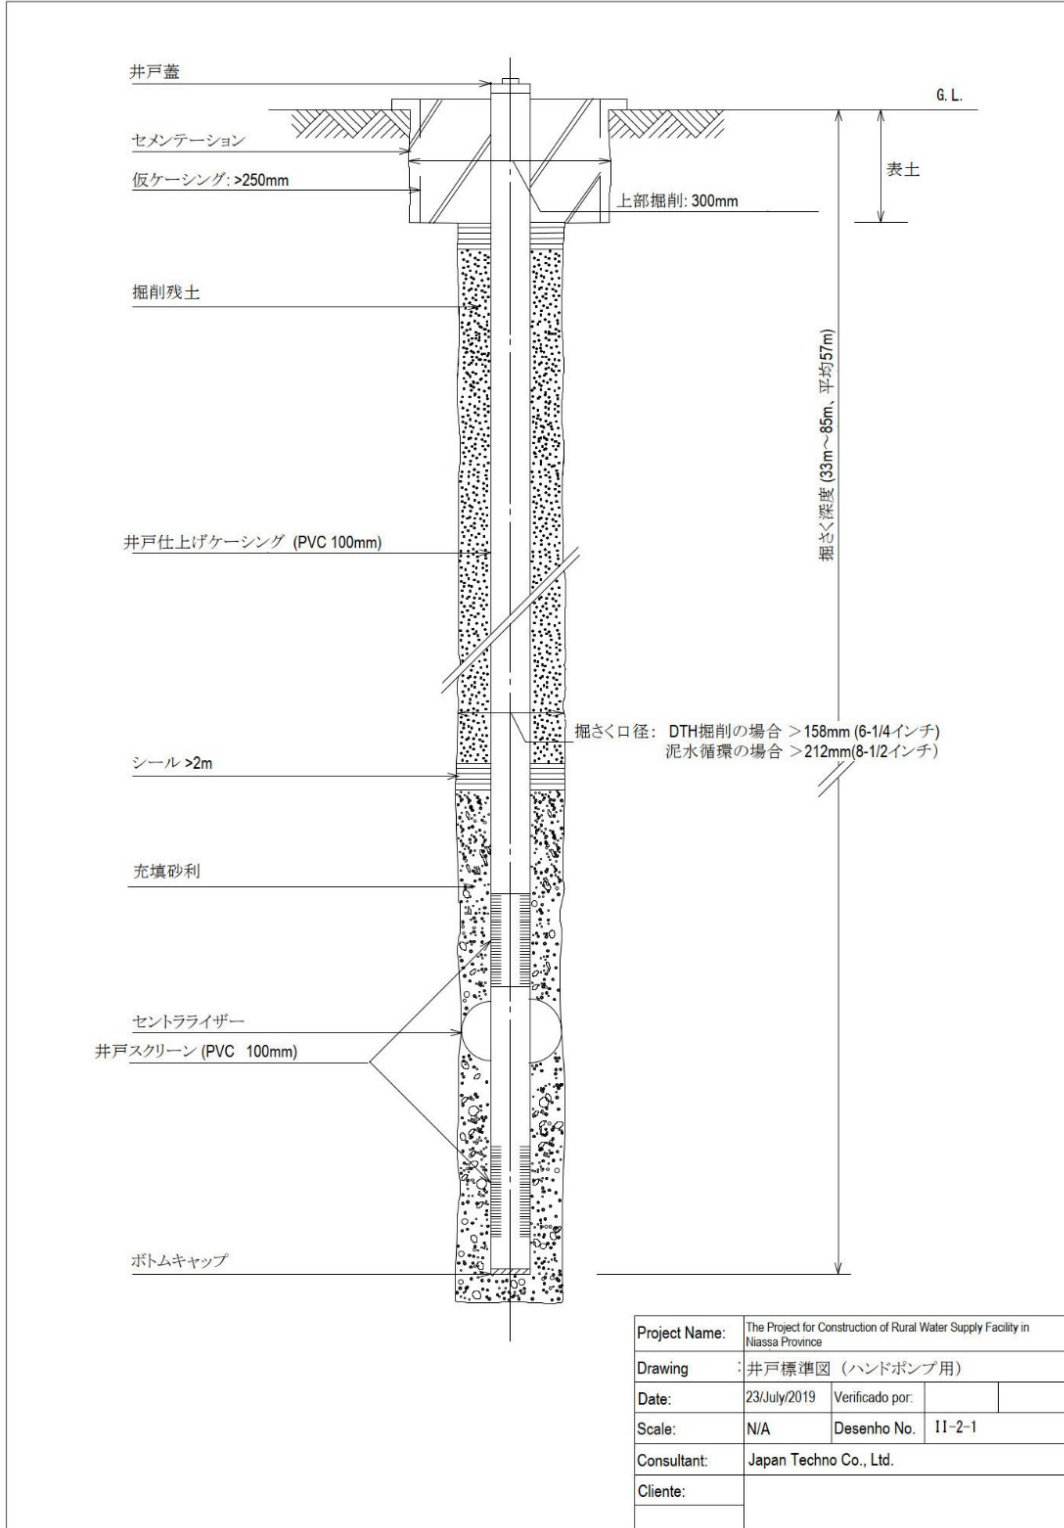 井戸蓋
G.L.
セメンテーション
仮ケーシング: >250mm
表土
上部掘削: 300mm
掘削残土
掘さく深度 (33m～85m、平均57m)
井戸仕上げケーシング (PVC 100mm)
掘さく口径: DTH掘削の場合 >158mm (6-1/4インチ)
泥水循環の場合 >212mm(8-1/2インチ)
シール >2m
充填砂利
セントラライザー
井戸スクリーン (PVC 100mm)
ボトムキャップ
Project Name: The Project for Construction of Rural Water Supply Facility in
Niassa Province
Drawing : 井戸標準図 (ハンドポンプ用)
Date: 23/July/2019 Verificado por:
Scale: N/A Desenho No. II-2-1
Consultant: Japan Techno Co., Ltd.
Cliente: